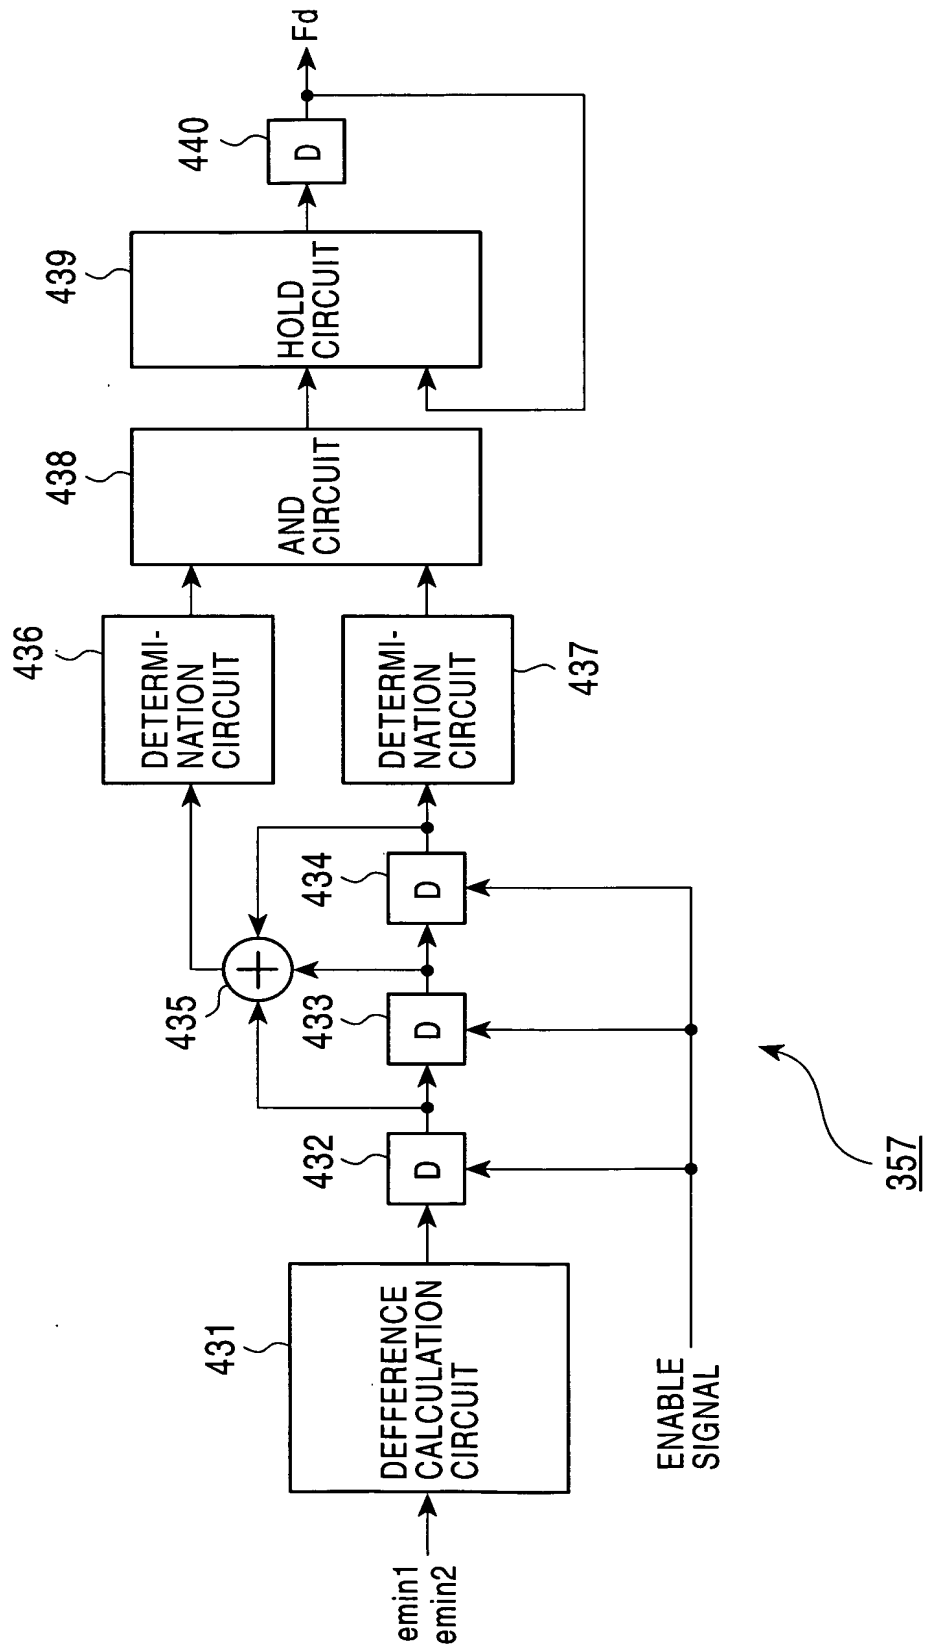 emin1
emin2
431
DEFFERENCE
CALCULATION
CIRCUIT
ENABLE
SIGNAL
432
D
433
D
434
D
435
+
436
DETERMI-
NATION
CIRCUIT
437
DETERMI-
NATION
CIRCUIT
438
AND
CIRCUIT
439
HOLD
CIRCUIT
440
D
Fd
357